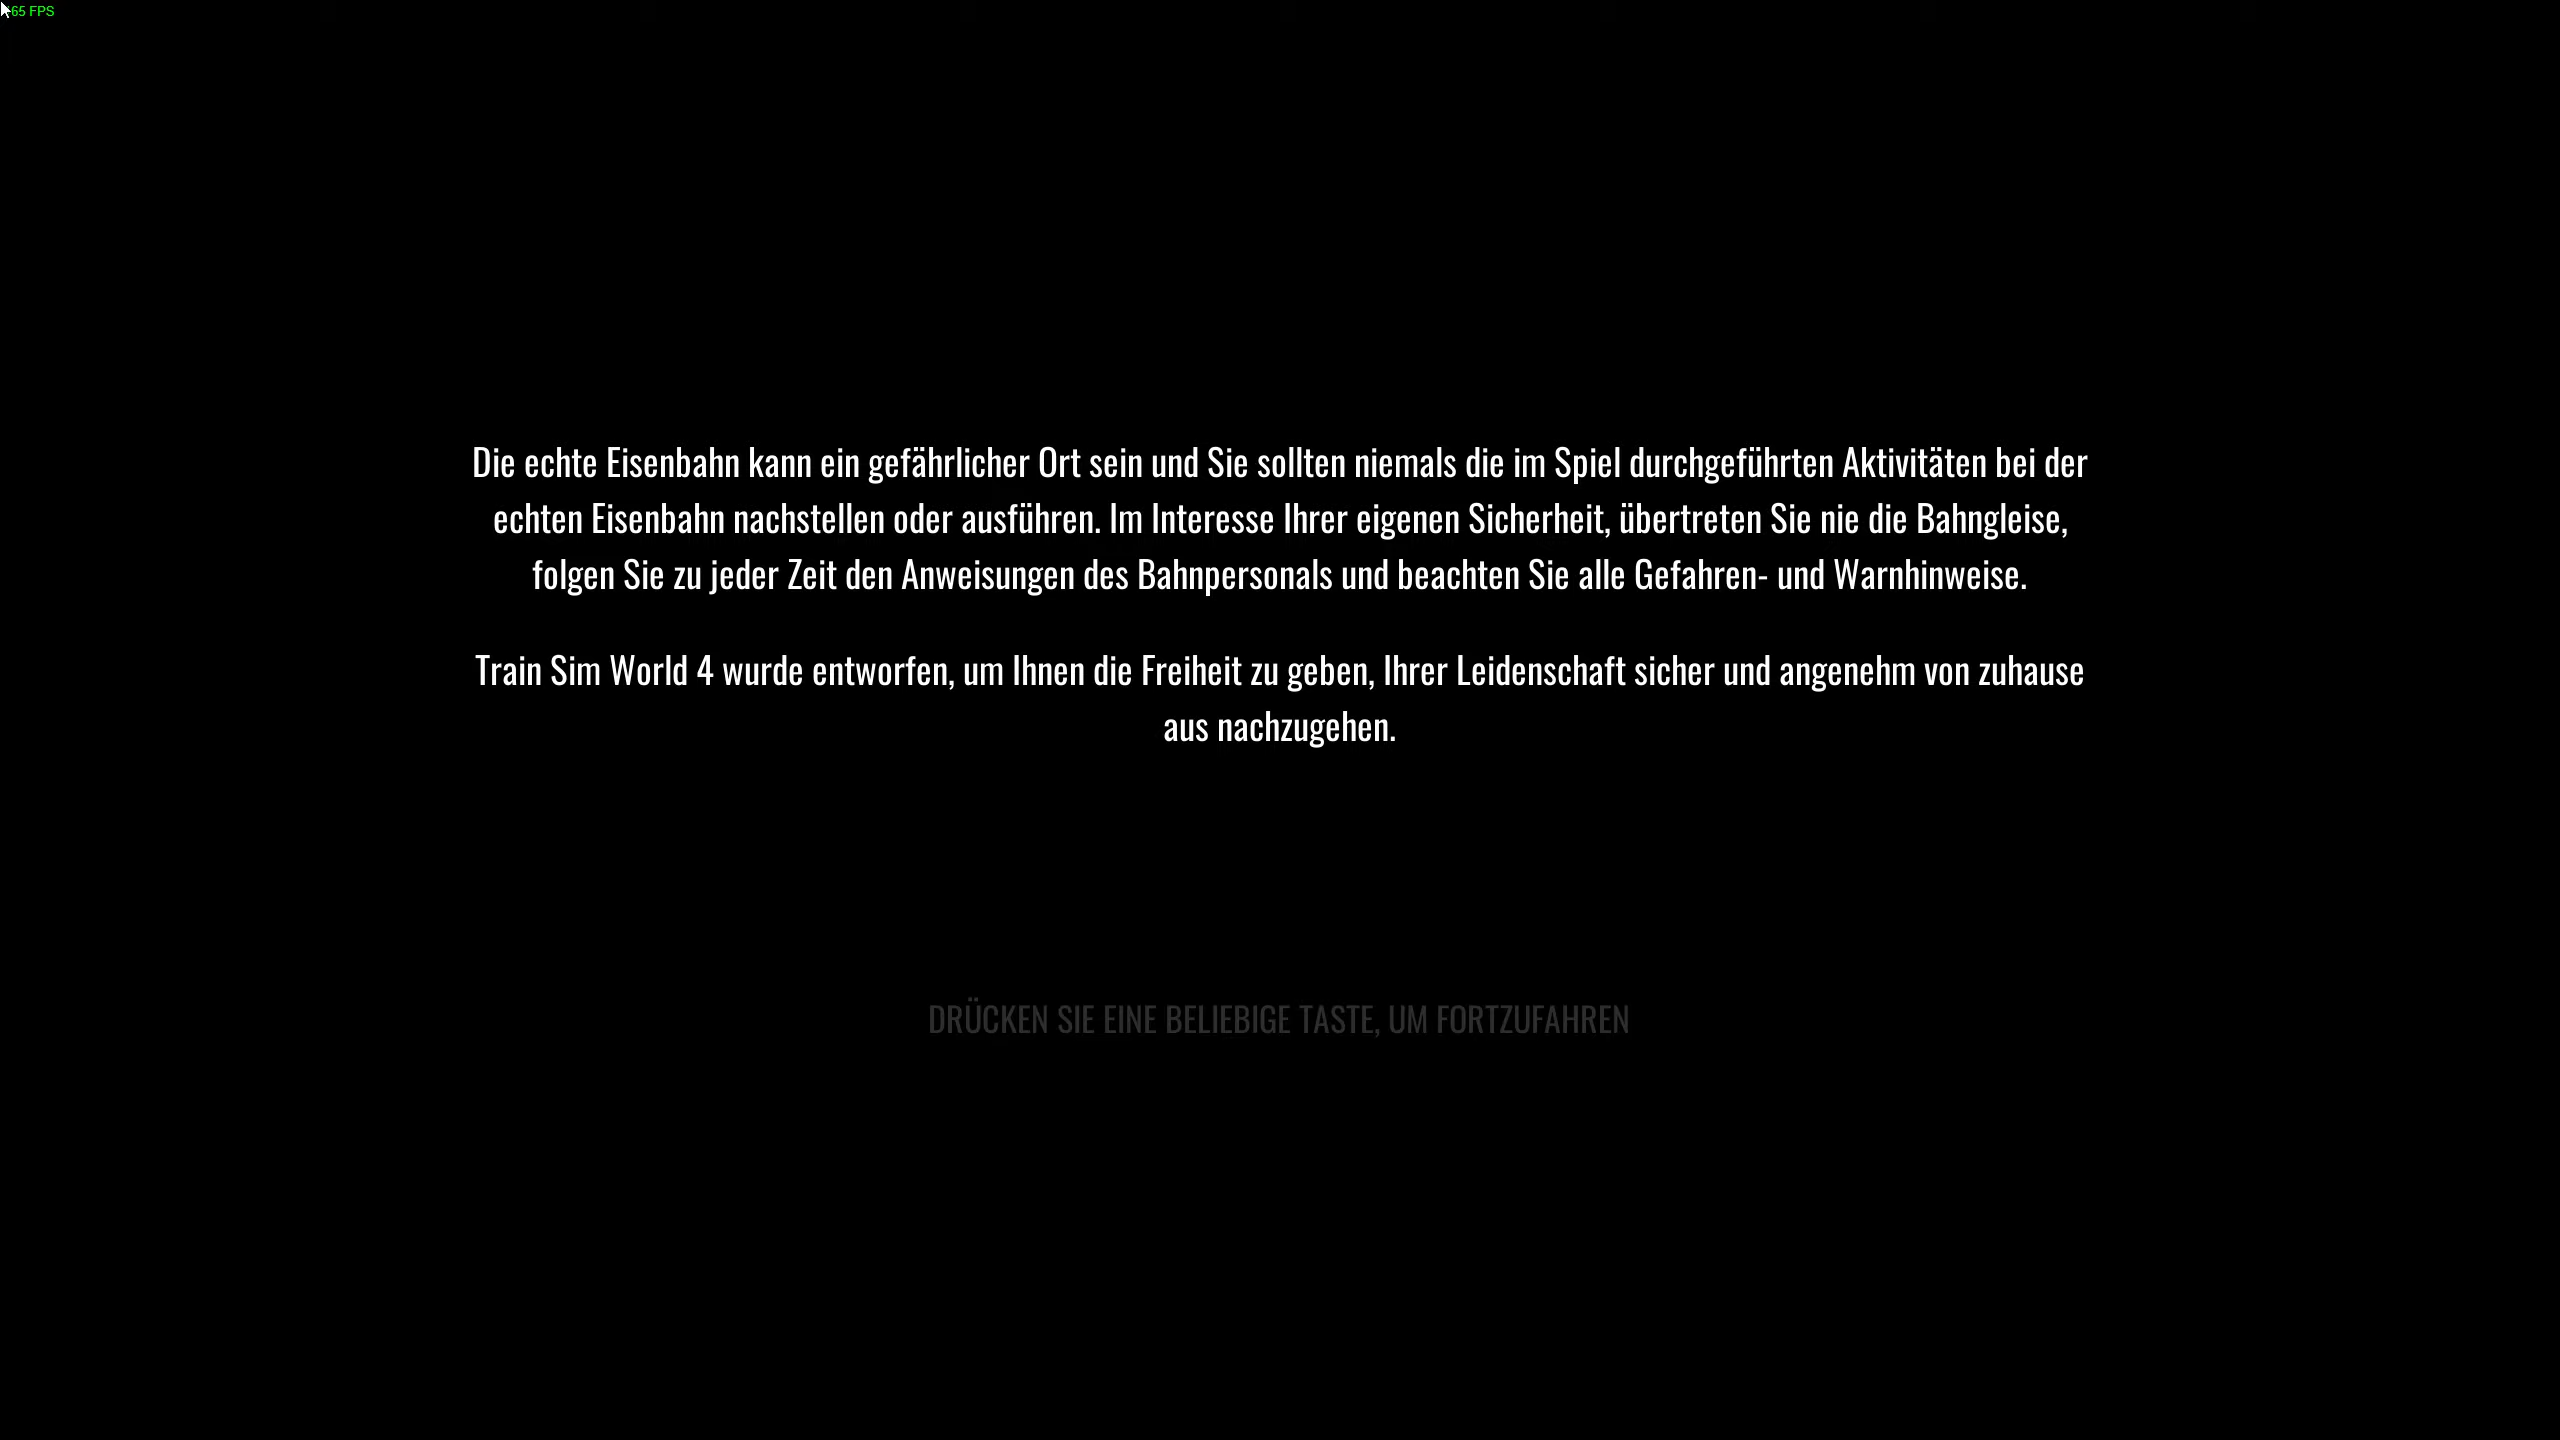 65 FPS
Die echte Eisenbahn kann ein gefährlicher Ort sein und Sie sollten niemals die im Spiel durchgeführten Aktivitäten bei der
echten Eisenbahn nachstellen oder ausführen. Im Interesse Ihrer eigenen Sicherheit, übertreten Sie nie die Bahngleise,
folgen Sie zu jeder Zeit den Anweisungen des Bahnpersonals und beachten Sie alle Gefahren- und Warnhinweise.
Train Sim World 4 wurde entworfen, um Ihnen die Freiheit zu geben, Ihrer Leidenschaft sicher und angenehm von zuhause
aus nachzugehen.
DRÜCKEN SIE EINE BELIEBIGE TASTE, UM FORTZUFAHREN